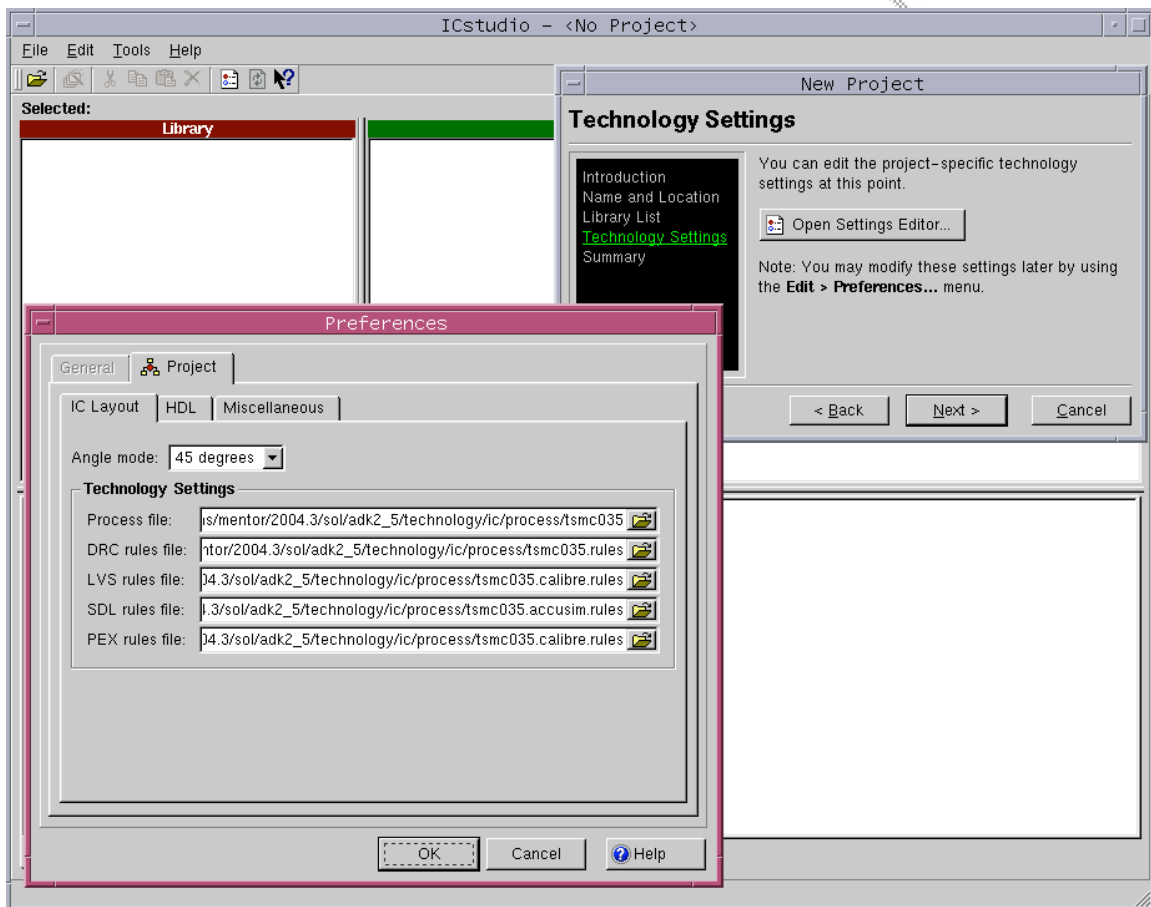 ICstudio - <No Project>
File Edit Tools Help
Selected:
Library
New Project
Technology Settings
Introduction
Name and Location
Library List
Technology Settings
Summary
You can edit the project-specific technology
settings at this point.
Open Settings Editor...
Note: You may modify these settings later by using
the Edit > Preferences... menu.
< Back Next > Cancel
Preferences
General Project
IC Layout HDL Miscellaneous
Angle mode: 45 degrees
Technology Settings
Process file: s/mentor/2004.3/sol/adk2_5/technology/ic/process/tsmc035
DRC rules file: ntor/2004.3/sol/adk2_5/technology/ic/process/tsmc035.rules
LVS rules file: 04.3/sol/adk2_5/technology/ic/process/tsmc035.calibre.rules
SDL rules file: 4.3/sol/adk2_5/technology/ic/process/tsmc035.accusim.rules
PEX rules file: 04.3/sol/adk2_5/technology/ic/process/tsmc035.calibre.rules
OK Cancel Help